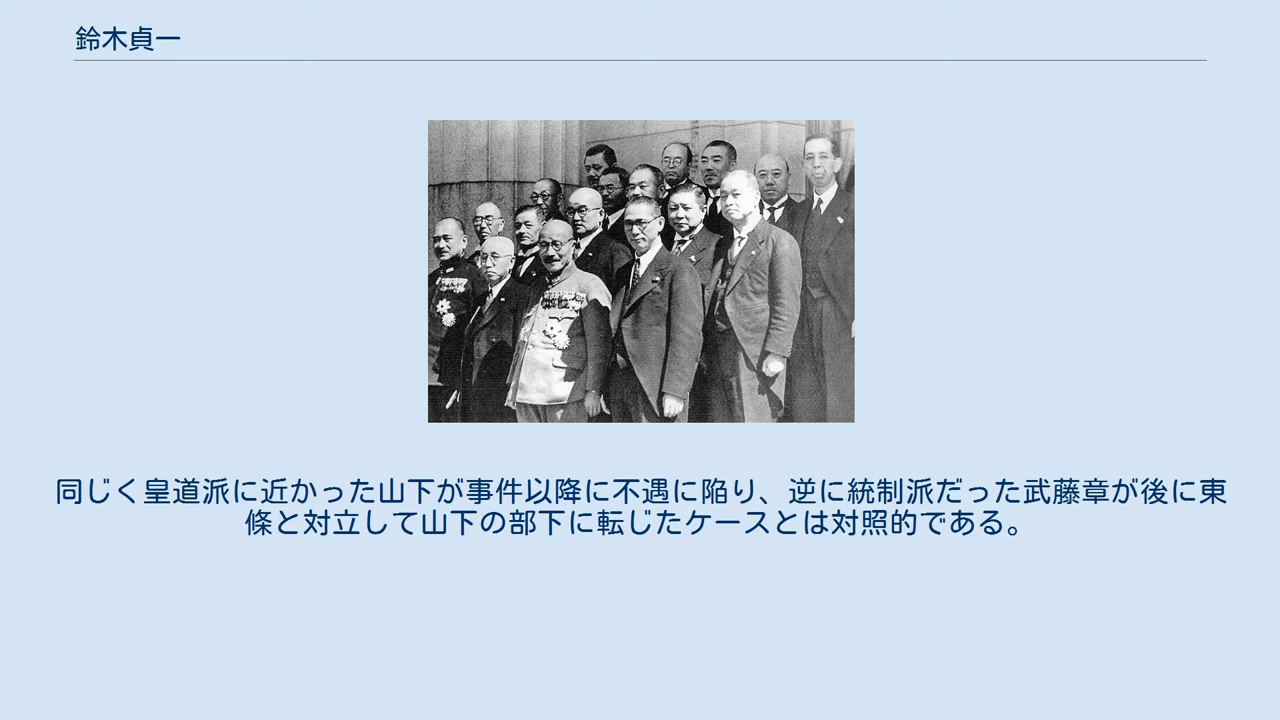 鈴木貞一
同じく皇道派に近かった山下が事件以降に不遇に陥り、逆に統制派だった武藤章が後に東
條と対立して山下の部下に転じたケースとは対照的である。